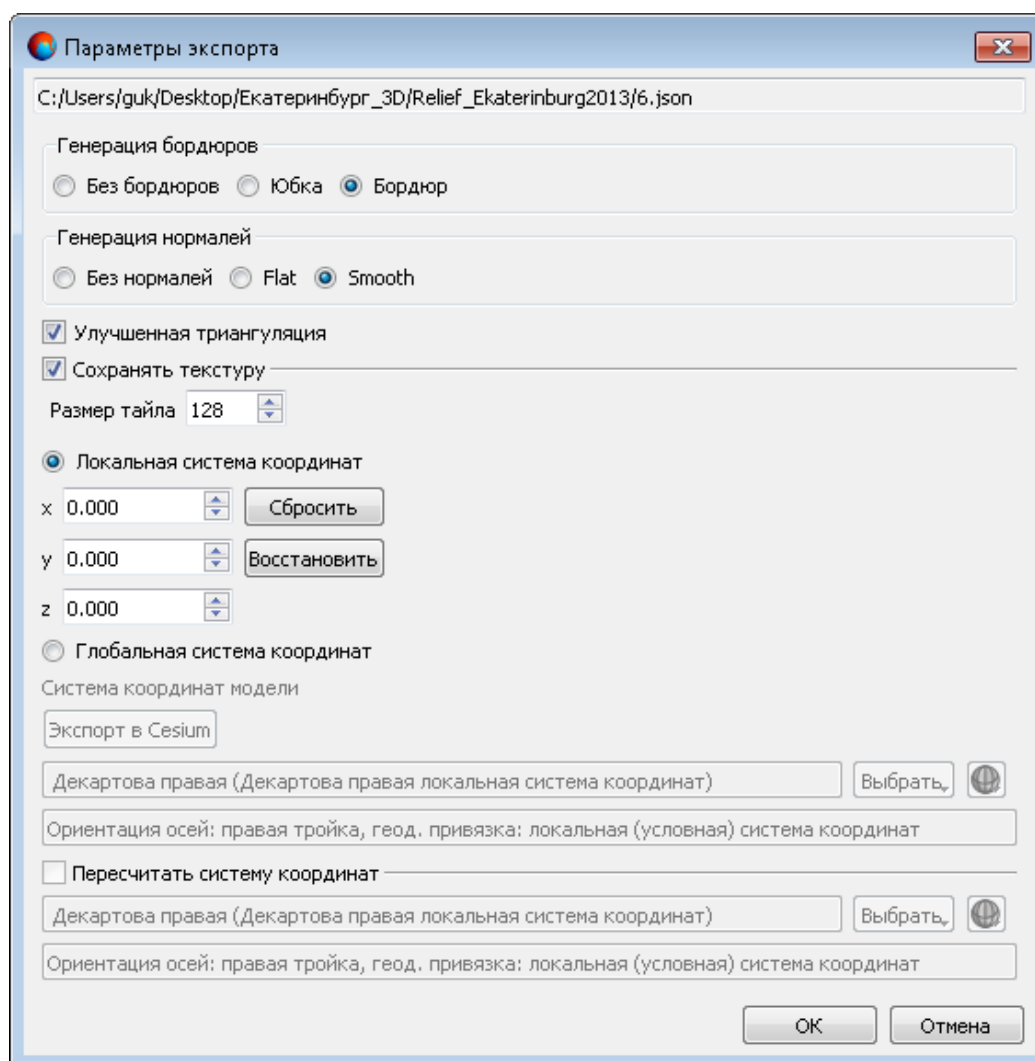 Параметры экспорта
C:/Users/guk/Desktop/Екатеринбург_3D/Relief_Ekaterinburg2013/6.json
Генерация бордюров
Без бордюров Юбка Бордюр
Генерация нормалей
Без нормалей Flat Smooth
Улучшенная триангуляция
Сохранять текстуру
Размер тайла 128
Локальная система координат
x 0.000 Сбросить
y 0.000 Восстановить
z 0.000
Глобальная система координат
Система координат модели
Экспорт в Cesium
Декартова правая (Декартова правая локальная система координат) Выбрать
Ориентация осей: правая тройка, геод. привязка: локальная (условная) система координат
Пересчитать систему координат
Декартова правая (Декартова правая локальная система координат) Выбрать
Ориентация осей: правая тройка, геод. привязка: локальная (условная) система координат
ОК Отмена